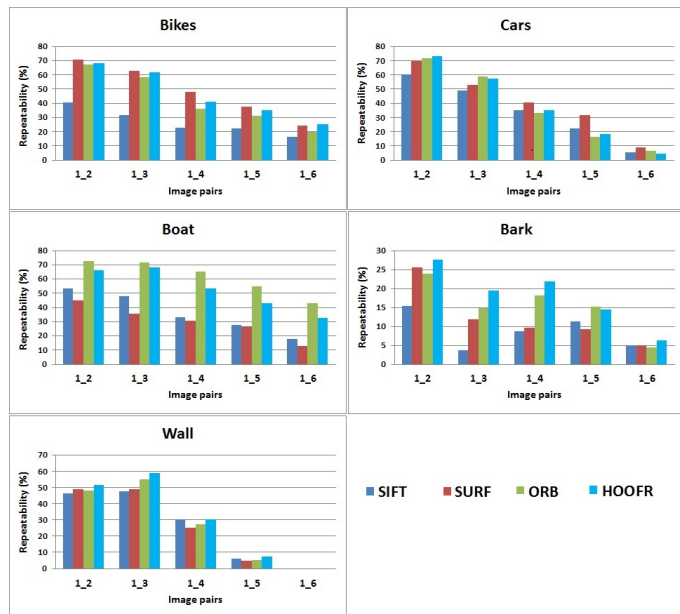 Bikes
Repeatability (%)
80
70
60
50
40
30
20
10
0
1_2 1_3 1_4 1_5 1_6
Image pairs
Cars
Repeatability (%)
80
70
60
50
40
30
20
10
0
1_2 1_3 1_4 1_5 1_6
Image pairs
Boat
Repeatability (%)
80
70
60
50
40
30
20
10
0
1_2 1_3 1_4 1_5 1_6
Image pairs
Bark
Repeatability (%)
30
25
20
15
10
5
0
1_2 1_3 1_4 1_5 1_6
Image pairs
Wall
Repeatability (%)
70
60
50
40
30
20
10
0
1_2 1_3 1_4 1_5 1_6
Image pairs
SIFT SURF ORB HOOFR